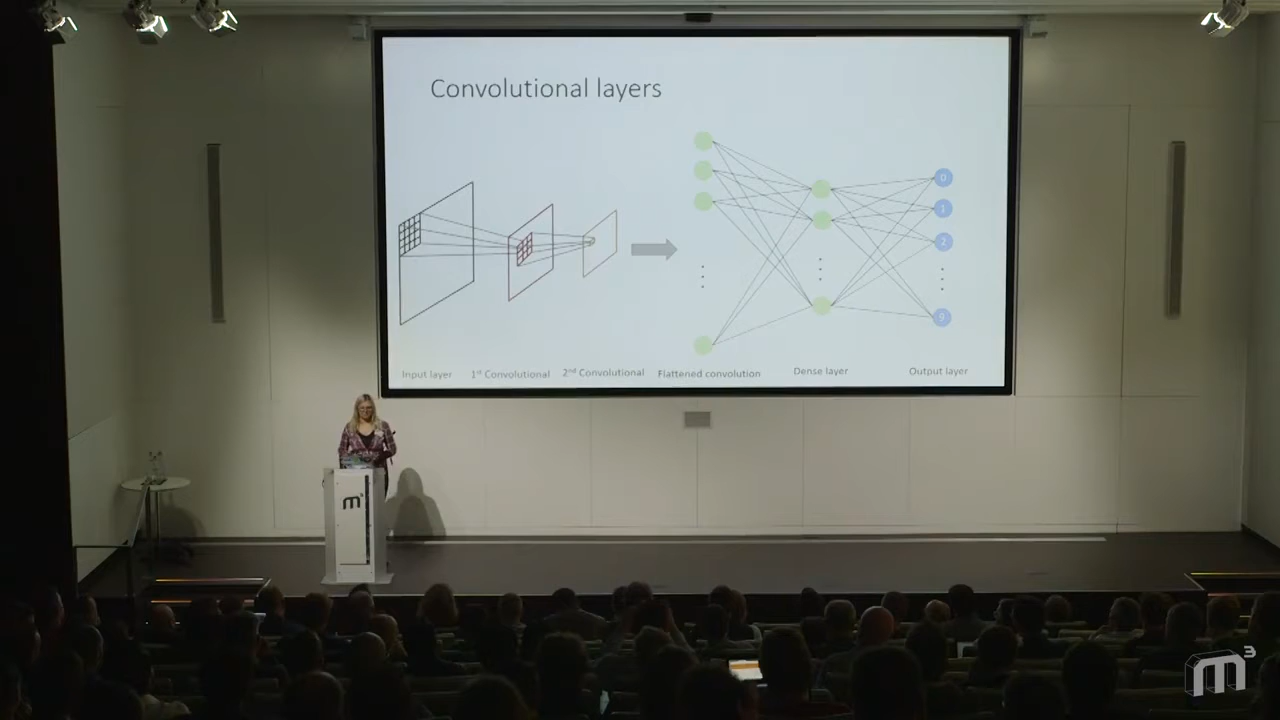 Convolutional layers
0
1
2
9
Input layer
1st Convolutional
2nd Convolutional
Flattened convolution
Dense layer
Output layer
m3
m3